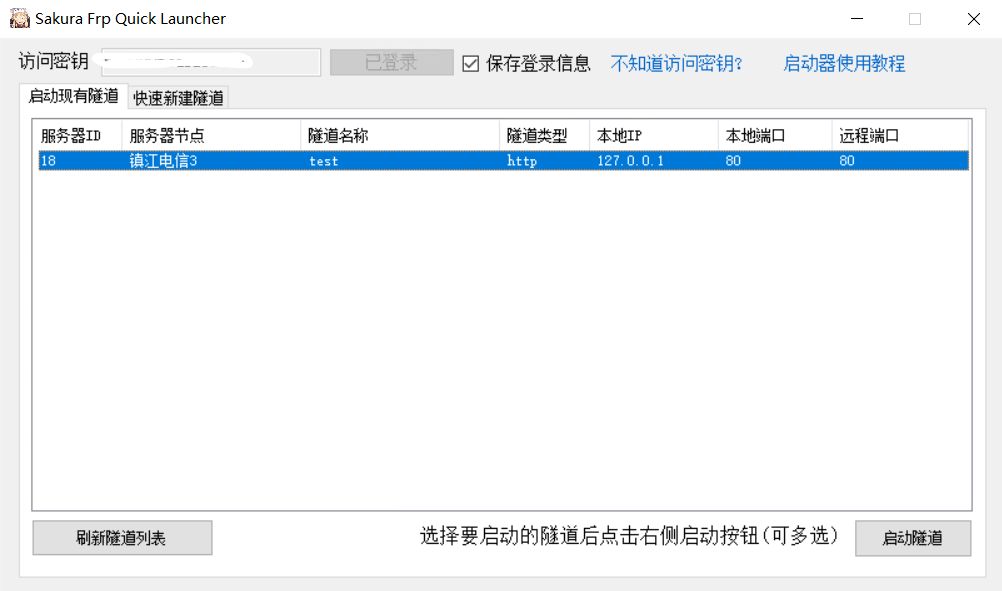 Sakura Frp Quick Launcher
访问密钥 已登录 保存登录信息 不知道访问密钥? 启动器使用教程
启动现有隧道 快速新建隧道
服务器ID 服务器节点 隧道名称 隧道类型 本地IP 本地端口 远程端口
18 镇江电信3 test http 127.0.0.1 80 80
刷新隧道列表 选择要启动的隧道后点击右侧启动按钮(可多选) 启动隧道